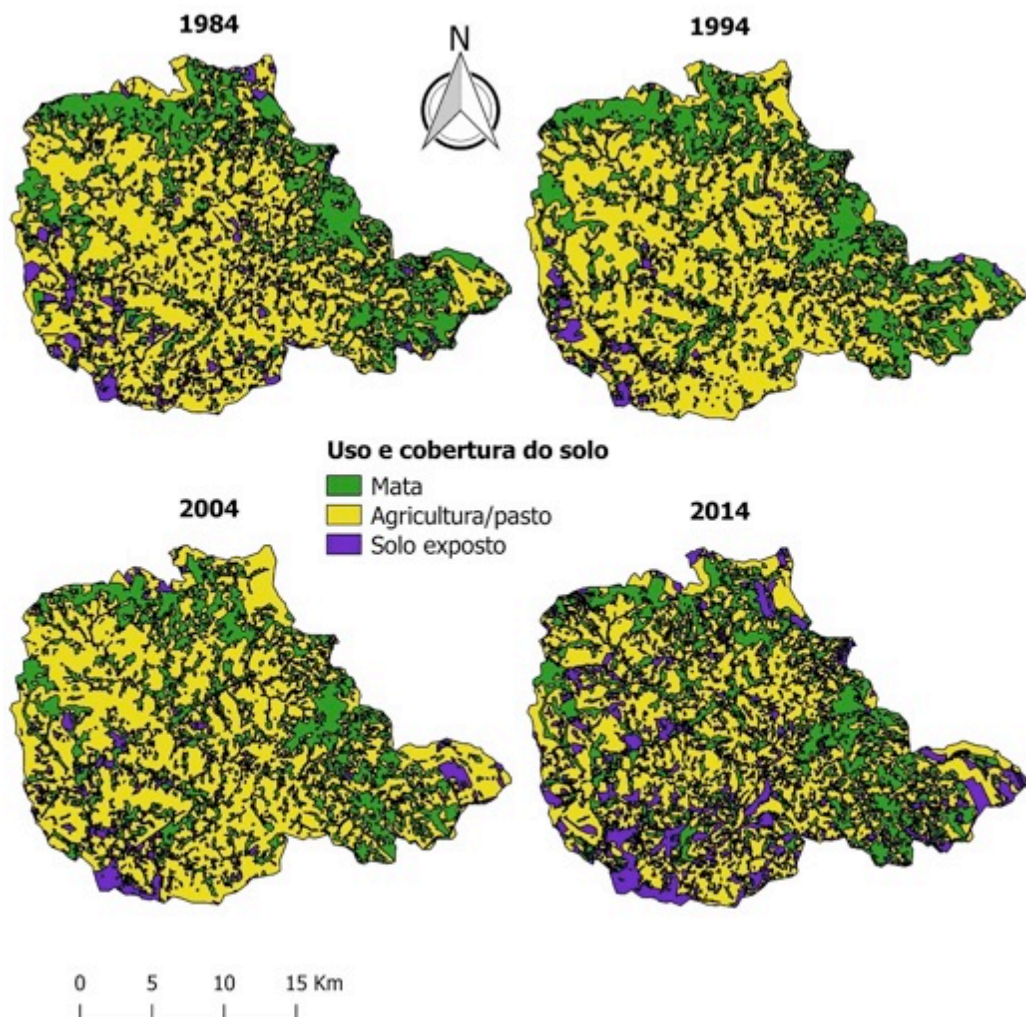 1984
1994
N
Uso e cobertura do solo
Mata
Agricultura/pasto
Solo exposto
2004
2014
0 5 10 15 Km